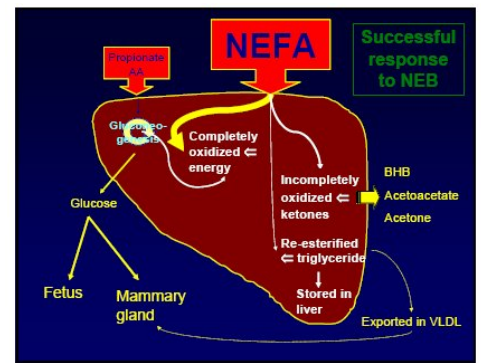 NEFA
Successful
response
to NEB
Propionate
AA
Glucogeo-
genesis
Completely
oxidized ⇐
energy
Incompletely
oxidized ⇐
ketones
BHB
Acetoacetate
Acetone
Glucose
Re-esterified
⇐ triglyceride
Stored in
liver
Fetus
Mammary
gland
Exported in VLDL